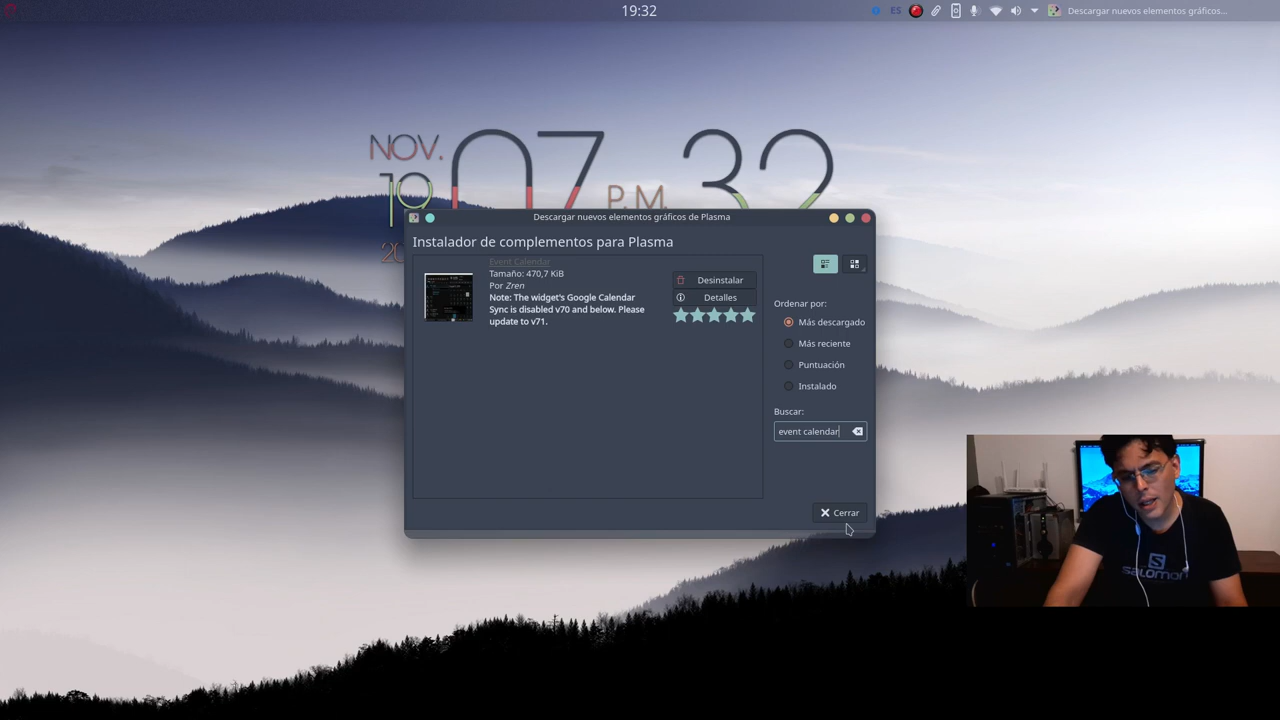 19:32
ES
Descargar nuevos elementos gráficos...
NOV.
07
32
19
P.M.
20
Descargar nuevos elementos gráficos de Plasma
Instalador de complementos para Plasma
Event Calendar
Tamaño: 470,7 KiB
Por Zren
Note: The widget's Google Calendar
Sync is disabled v70 and below. Please
update to v71.
Desinstalar
Detalles
Ordenar por:
Más descargado
Más reciente
Puntuación
Instalado
Buscar:
event calendar
Cerrar
salomon